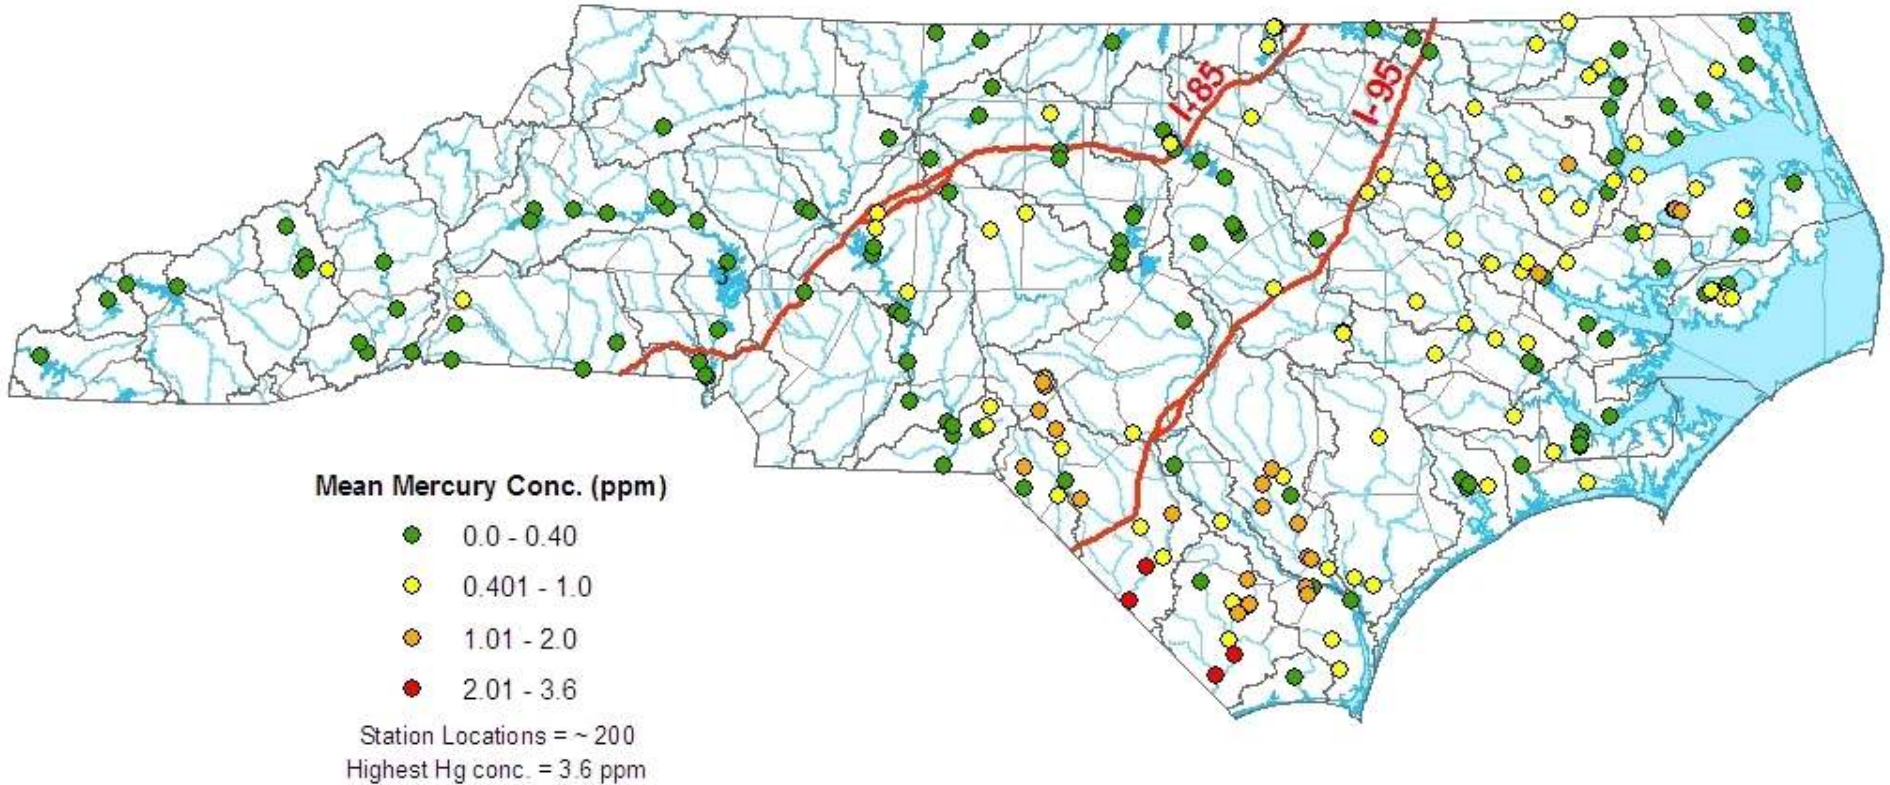 I-85
I-95
Mean Mercury Conc. (ppm)
0.0 - 0.40
0.401 - 1.0
1.01 - 2.0
2.01 - 3.6
Station Locations = ~ 200
Highest Hg conc. = 3.6 ppm